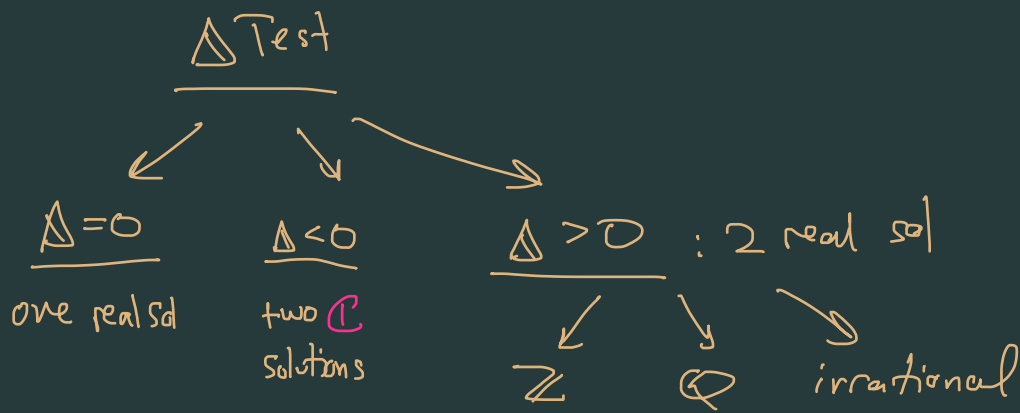 Δ Test
Δ=0
Δ<0
Δ>0 : 2 real sol
one real sol
two ℂ
solutions
ℤ
ℚ
irrational